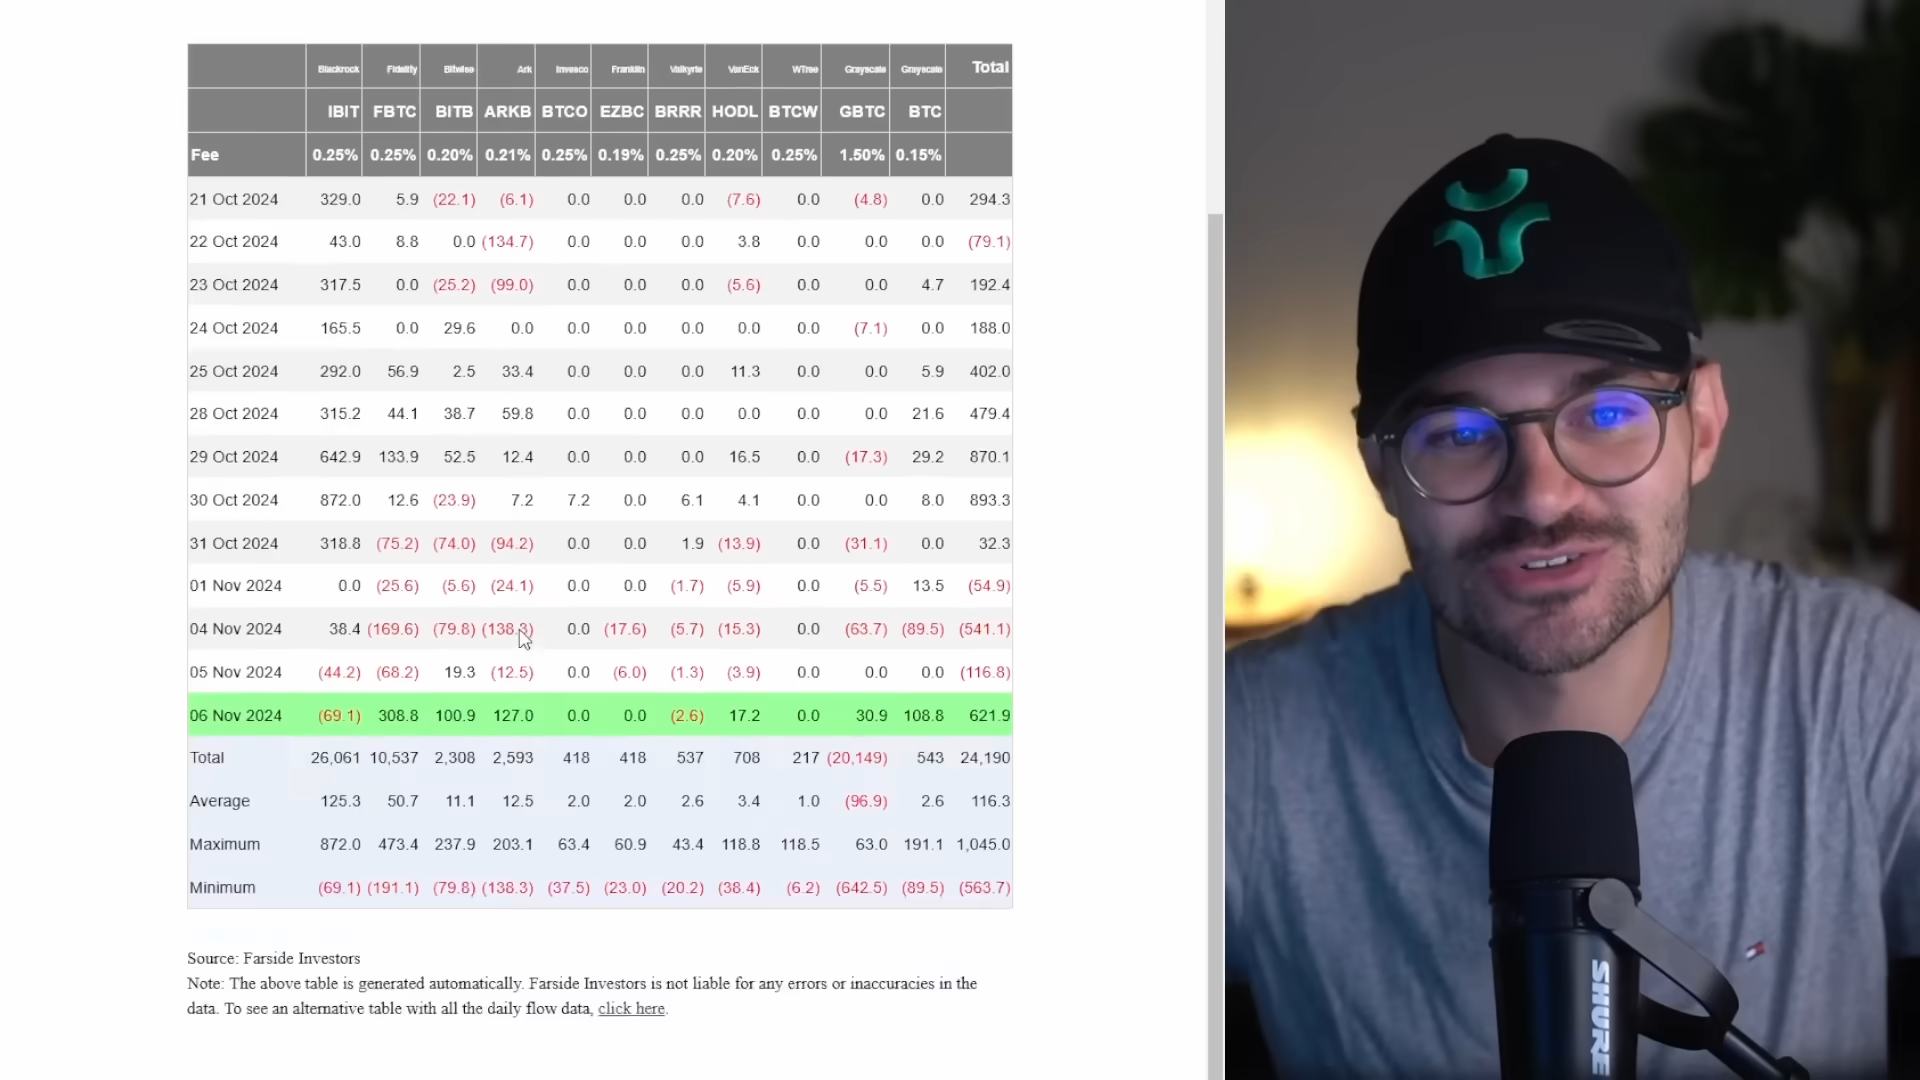 Blackrock Fidelity Bitwise Ark Invesco Franklin Valkyrie VanEck WTree Grayscale Grayscale Total
IBIT FBTC BITB ARKB BTCO EZBC BRRR HODL BTCW GBTC BTC
Fee 0.25% 0.25% 0.20% 0.21% 0.25% 0.19% 0.25% 0.20% 0.25% 1.50% 0.15%
21 Oct 2024 329.0 5.9 (22.1) (6.1) 0.0 0.0 0.0 (7.6) 0.0 (4.8) 0.0 294.3
22 Oct 2024 43.0 8.8 0.0 (134.7) 0.0 0.0 0.0 3.8 0.0 0.0 0.0 (79.1)
23 Oct 2024 317.5 0.0 (25.2) (99.0) 0.0 0.0 0.0 (5.6) 0.0 0.0 4.7 192.4
24 Oct 2024 165.5 0.0 29.6 0.0 0.0 0.0 0.0 0.0 0.0 (7.1) 0.0 188.0
25 Oct 2024 292.0 56.9 2.5 33.4 0.0 0.0 0.0 11.3 0.0 0.0 5.9 402.0
28 Oct 2024 315.2 44.1 38.7 59.8 0.0 0.0 0.0 0.0 0.0 0.0 21.6 479.4
29 Oct 2024 642.9 133.9 52.5 12.4 0.0 0.0 0.0 16.5 0.0 (17.3) 29.2 870.1
30 Oct 2024 872.0 12.6 (23.9) 7.2 7.2 0.0 6.1 4.1 0.0 0.0 8.0 893.3
31 Oct 2024 318.8 (75.2) (74.0) (94.2) 0.0 0.0 1.9 (13.9) 0.0 (31.1) 0.0 32.3
01 Nov 2024 0.0 (25.6) (5.6) (24.1) 0.0 0.0 (1.7) (5.9) 0.0 (5.5) 13.5 (54.9)
04 Nov 2024 38.4 (169.6) (79.8) (138.3) 0.0 (17.6) (5.7) (15.3) 0.0 (63.7) (89.5) (541.1)
05 Nov 2024 (44.2) (68.2) 19.3 (12.5) 0.0 (6.0) (1.3) (3.9) 0.0 0.0 0.0 (116.8)
06 Nov 2024 (69.1) 308.8 100.9 127.0 0.0 0.0 (2.6) 17.2 0.0 30.9 108.8 621.9
Total 26,061 10,537 2,308 2,593 418 418 537 708 217 (20,149) 543 24,190
Average 125.3 50.7 11.1 12.5 2.0 2.0 2.6 3.4 1.0 (96.9) 2.6 116.3
Maximum 872.0 473.4 237.9 203.1 63.4 60.9 43.4 118.8 118.5 63.0 191.1 1,045.0
Minimum (69.1) (191.1) (79.8) (138.3) (37.5) (23.0) (20.2) (38.4) (6.2) (642.5) (89.5) (563.7)
Source: Farside Investors
Note: The above table is generated automatically. Farside Investors is not liable for any errors or inaccuracies in the
data. To see an alternative table with all the daily flow data, click here.
SHURE